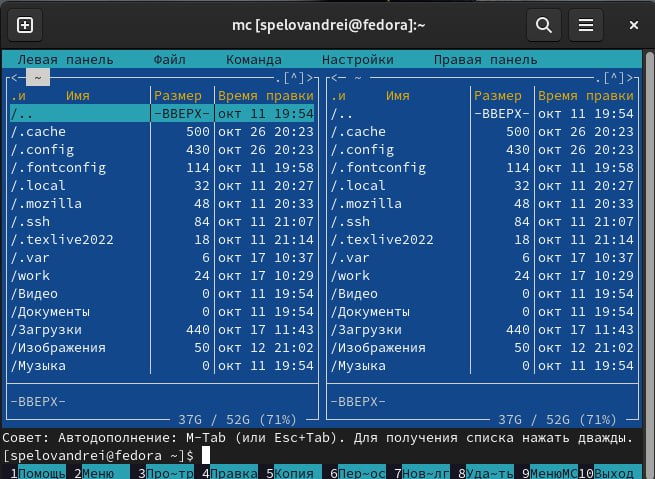 mc [spelovandrei@fedora]:~
Левая панель Файл Команда Настройки Правая панель
<─ ~ .[^]> <─ ~ .[^]>
.и Имя Размер Время правки .и Имя Размер Время правки
/.. -ВВЕРХ- окт 11 19:54 /.. -ВВЕРХ- окт 11 19:54
/.cache 500 окт 26 20:23 /.cache 500 окт 26 20:23
/.config 430 окт 26 20:23 /.config 430 окт 26 20:23
/.fontconfig 114 окт 11 19:58 /.fontconfig 114 окт 11 19:58
/.local 32 окт 11 20:27 /.local 32 окт 11 20:27
/.mozilla 48 окт 11 20:33 /.mozilla 48 окт 11 20:33
/.ssh 84 окт 11 21:07 /.ssh 84 окт 11 21:07
/.texlive2022 18 окт 11 21:14 /.texlive2022 18 окт 11 21:14
/.var 6 окт 17 10:37 /.var 6 окт 17 10:37
/work 24 окт 17 10:29 /work 24 окт 17 10:29
/Видео 0 окт 11 19:54 /Видео 0 окт 11 19:54
/Документы 0 окт 11 19:54 /Документы 0 окт 11 19:54
/Загрузки 440 окт 17 11:43 /Загрузки 440 окт 17 11:43
/Изображения 50 окт 12 21:02 /Изображения 50 окт 12 21:02
/Музыка 0 окт 11 19:54 /Музыка 0 окт 11 19:54
-ВВЕРХ- -ВВЕРХ-
37G / 52G (71%) 37G / 52G (71%)
Совет: Автодополнение: M-Tab (или Esc+Tab). Для получения списка нажать дважды.
[spelovandrei@fedora ~]$
1Помощь 2Меню 3Про~тр 4Правка 5Копия 6Пер~ос 7Нов~лг 8Уда~ть 9МенюMC 10Выход